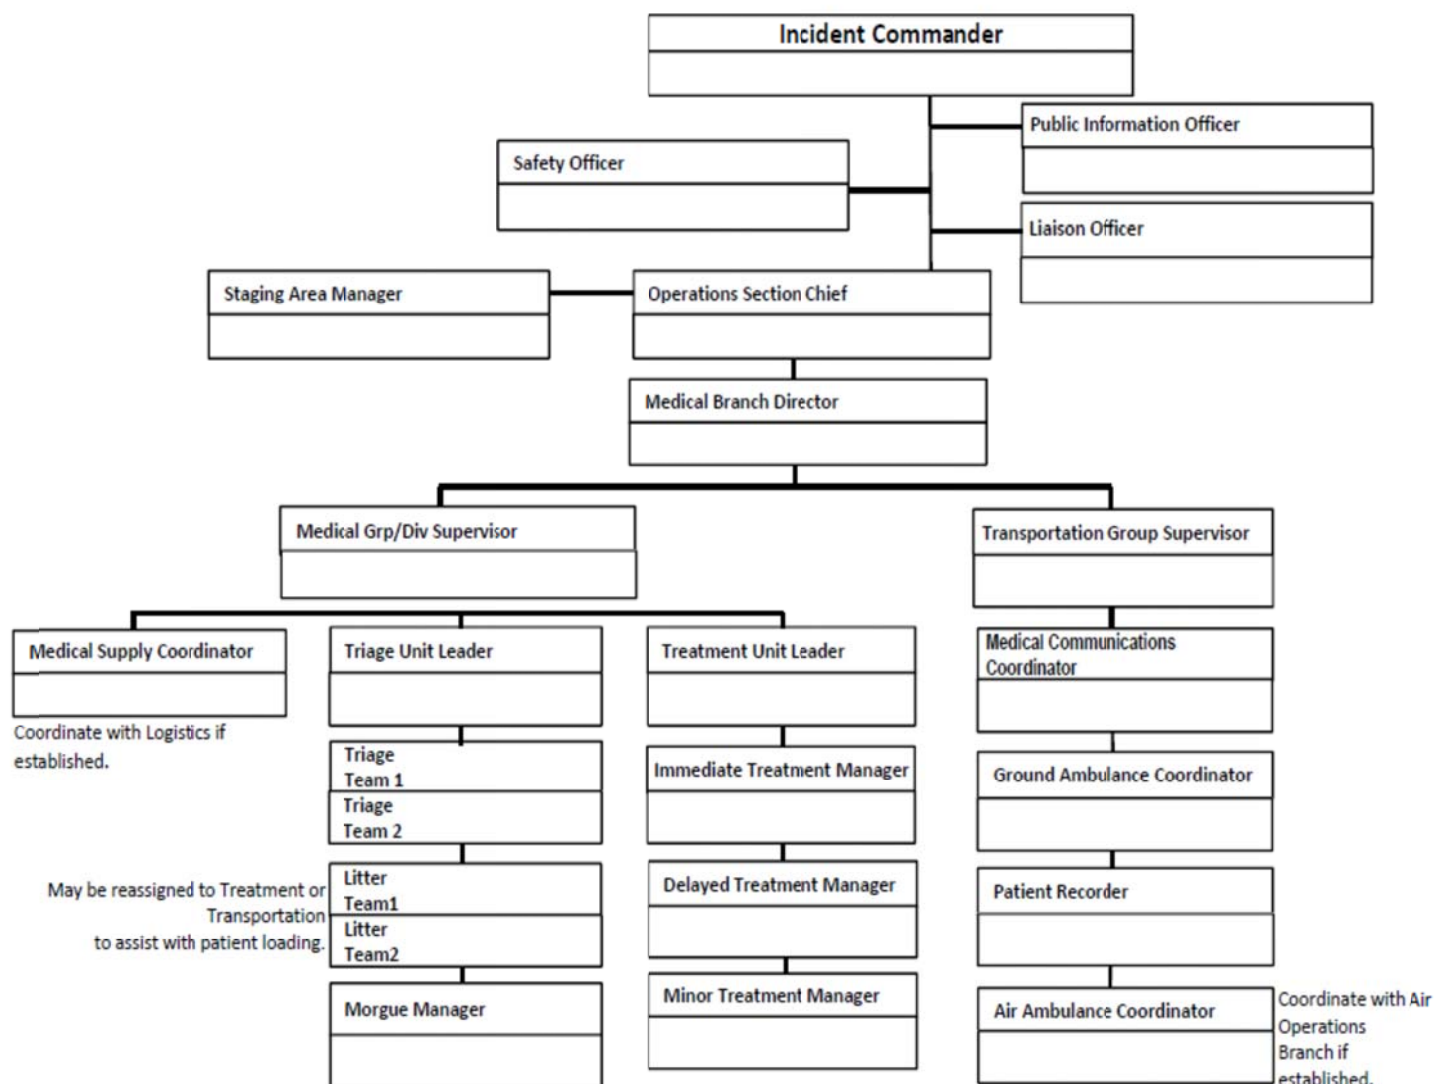 Incident Commander
Public Information Officer
Safety Officer
Liaison Officer
Staging Area Manager
Operations Section Chief
Medical Branch Director
Medical Grp/Div Supervisor
Transportation Group Supervisor
Medical Supply Coordinator
Coordinate with Logistics if
established.
Triage Unit Leader
Triage
Team 1
Triage
Team 2
May be reassigned to Treatment or
Transportation
to assist with patient loading.
Litter
Team1
Litter
Team2
Morgue Manager
Treatment Unit Leader
Immediate Treatment Manager
Delayed Treatment Manager
Minor Treatment Manager
Medical Communications
Coordinator
Ground Ambulance Coordinator
Patient Recorder
Air Ambulance Coordinator
Coordinate with Air
Operations
Branch if
established.